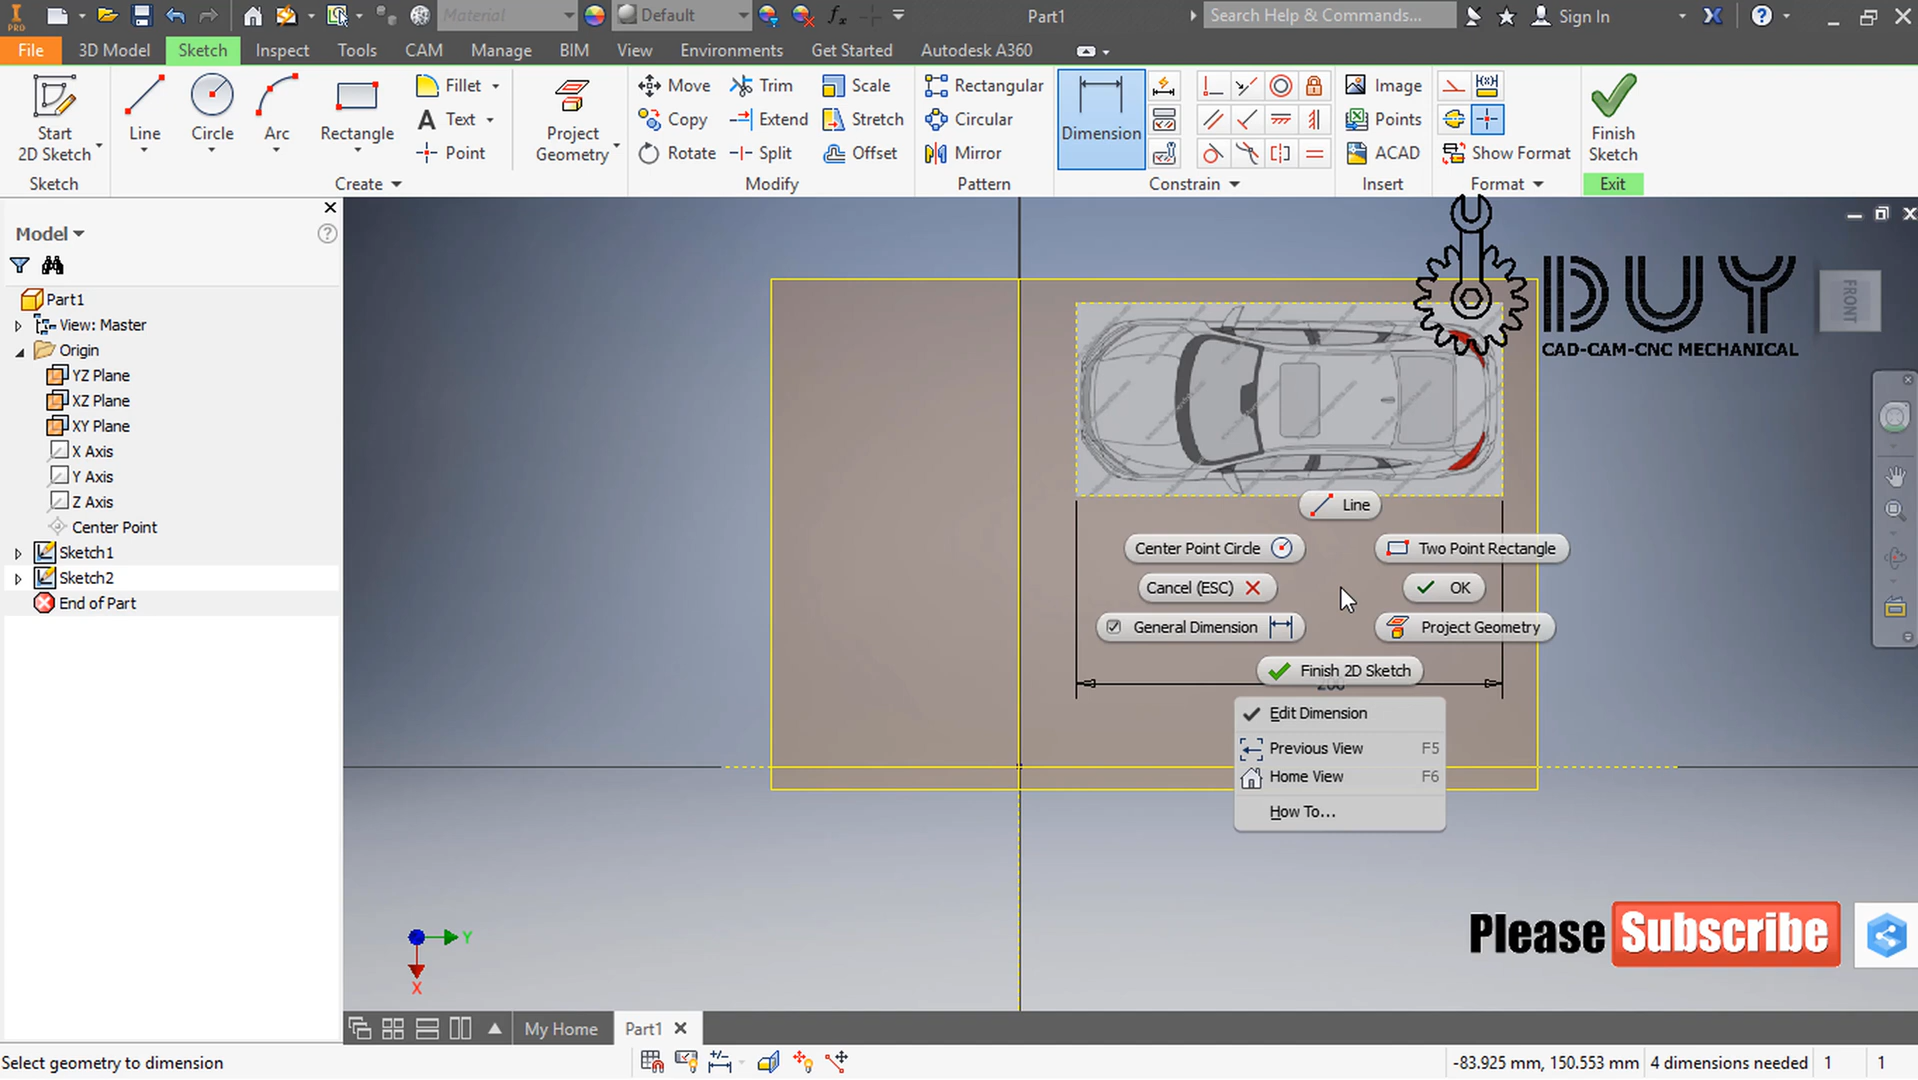 Material
Default
Part1
Search Help & Commands...
Sign In
PRO
File
3D Model
Sketch
Inspect
Tools
CAM
Manage
BIM
View
Environments
Get Started
Autodesk A360
Start
2D Sketch
Line
Circle
Arc
Rectangle
Fillet
Text
Point
Project
Geometry
Move
Copy
Rotate
Trim
Extend
Split
Scale
Stretch
Offset
Rectangular
Circular
Mirror
Dimension
Image
Points
ACAD
Show Format
Finish
Sketch
Sketch
Create
Modify
Pattern
Constrain
Insert
Format
Exit
Model
Part1
View: Master
Origin
YZ Plane
XZ Plane
XY Plane
X Axis
Y Axis
Z Axis
Center Point
Sketch1
Sketch2
End of Part
DUY
CAD-CAM-CNC MECHANICAL
FRONT
Line
Center Point Circle
Two Point Rectangle
Cancel (ESC)
OK
General Dimension
Project Geometry
Finish 2D Sketch
200
Edit Dimension
Previous View F5
Home View F6
How To...
Y
X
Please Subscribe
My Home
Part1
Select geometry to dimension
-83.925 mm, 150.553 mm
4 dimensions needed
1
1